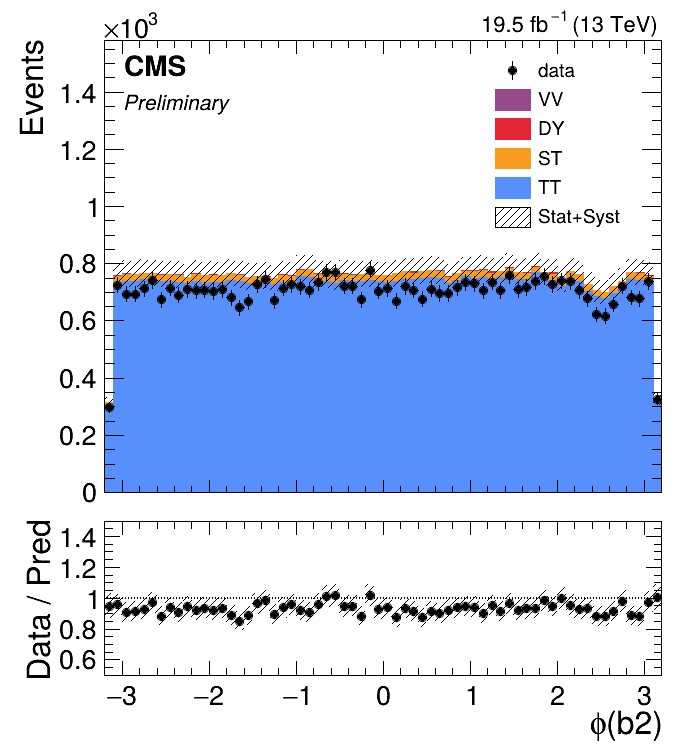 ×10³
19.5 fb⁻¹ (13 TeV)
CMS
Preliminary
Events
data
VV
DY
ST
TT
Stat+Syst
1.4
1.2
1
0.8
0.6
0.4
0.2
0
Data / Pred
1.4
1.2
1
0.8
0.6
−3 −2 −1 0 1 2 3
ϕ(b2)